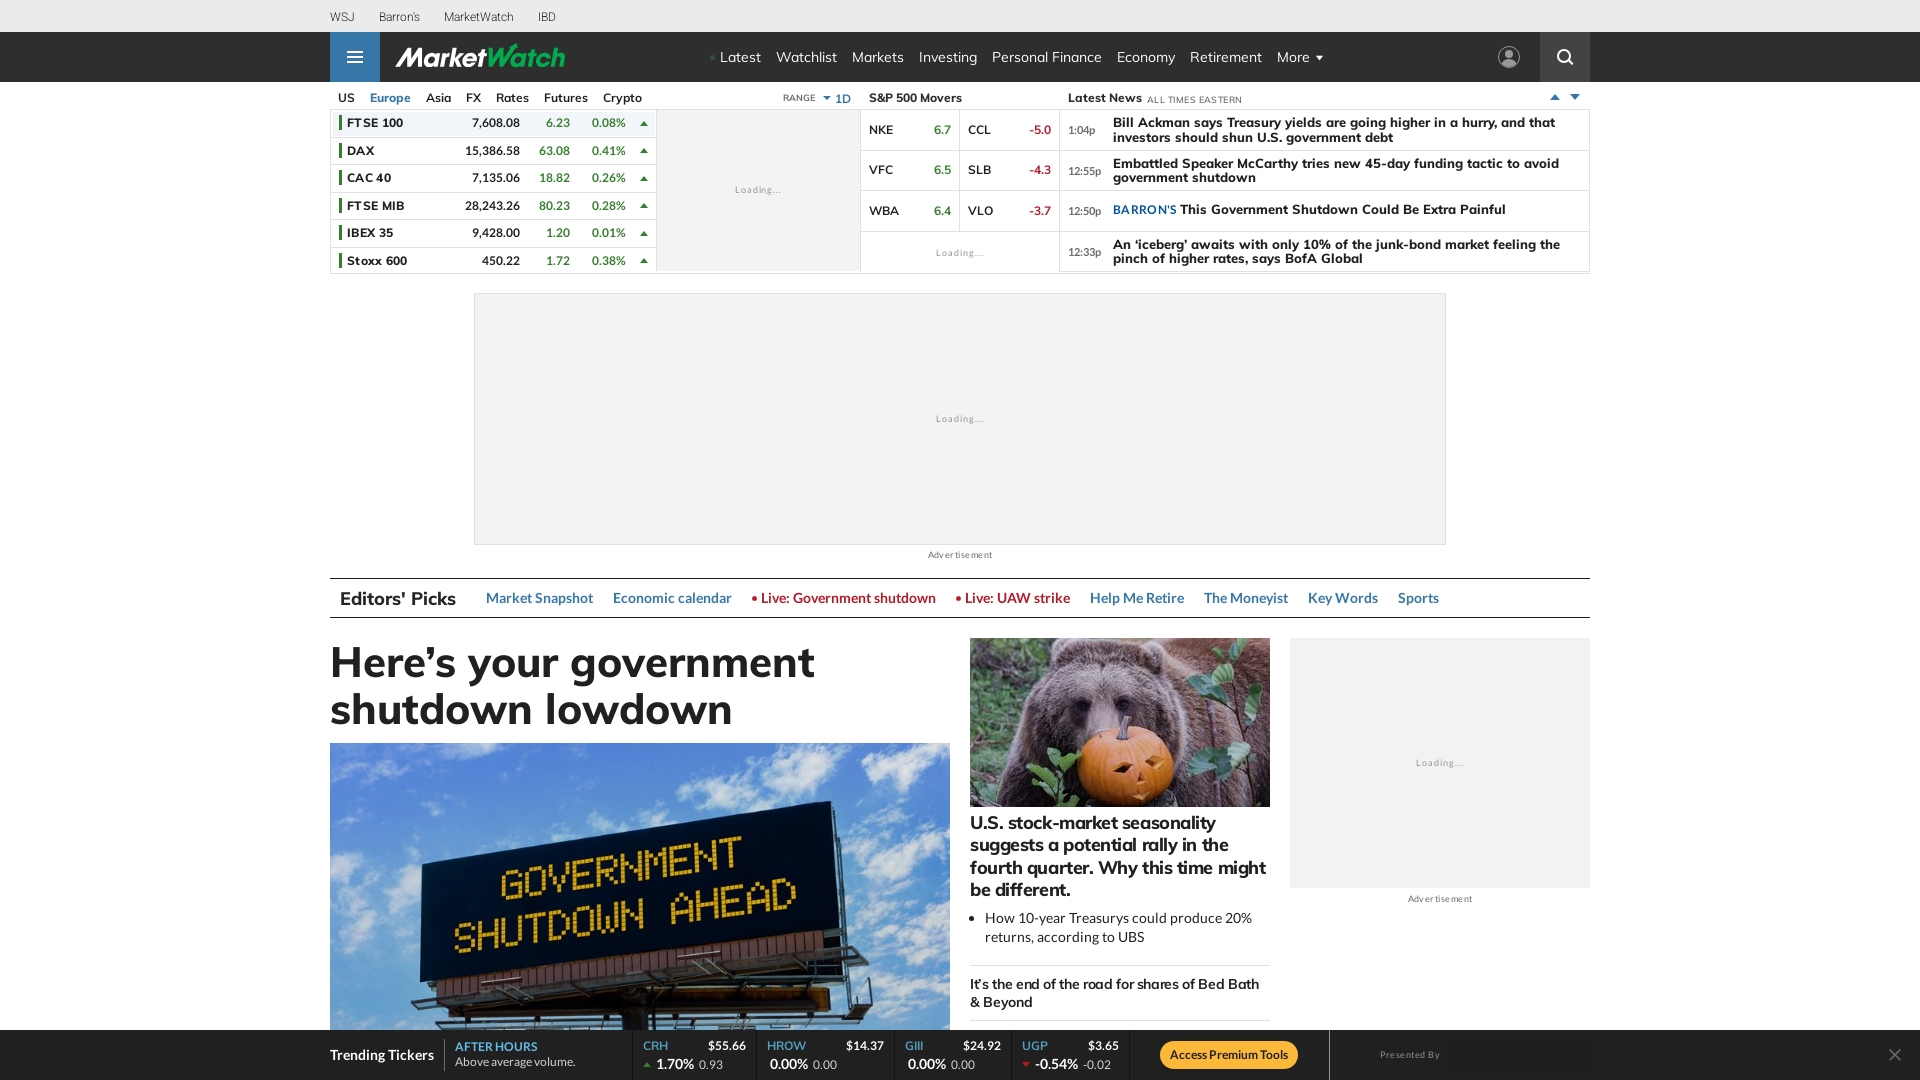 WSJ Barron's MarketWatch IBD
MarketWatch
Latest Watchlist Markets Investing Personal Finance Economy Retirement More
US Europe Asia FX Rates Futures Crypto
RANGE 1D
FTSE 100 7,608.08 6.23 0.08%
DAX 15,386.58 63.08 0.41%
CAC 40 7,135.06 18.82 0.26%
FTSE MIB 28,243.26 80.23 0.28%
IBEX 35 9,428.00 1.20 0.01%
Stoxx 600 450.22 1.72 0.38%
Loading...
S&P 500 Movers
NKE 6.7 CCL -5.0
VFC 6.5 SLB -4.3
WBA 6.4 VLO -3.7
Loading...
Latest News ALL TIMES EASTERN
1:04p Bill Ackman says Treasury yields are going higher in a hurry, and that
investors should shun U.S. government debt
12:55p Embattled Speaker McCarthy tries new 45-day funding tactic to avoid
government shutdown
12:50p BARRON'S This Government Shutdown Could Be Extra Painful
12:33p An ‘iceberg’ awaits with only 10% of the junk-bond market feeling the
pinch of higher rates, says BofA Global
Loading...
Advertisement
Editors' Picks Market Snapshot Economic calendar • Live: Government shutdown • Live: UAW strike Help Me Retire The Moneyist Key Words Sports
Here’s your government
shutdown lowdown
GOVERNMENT
SHUTDOWN AHEAD
U.S. stock-market seasonality
suggests a potential rally in the
fourth quarter. Why this time might
be different.
• How 10-year Treasurys could produce 20%
returns, according to UBS
It’s the end of the road for shares of Bed Bath
& Beyond
Loading...
Advertisement
Trending Tickers
AFTER HOURS
Above average volume.
CRH $55.66
1.70% 0.93
HROW $14.37
0.00% 0.00
GIII $24.92
0.00% 0.00
UGP $3.65
-0.54% -0.02
Access Premium Tools
Presented By